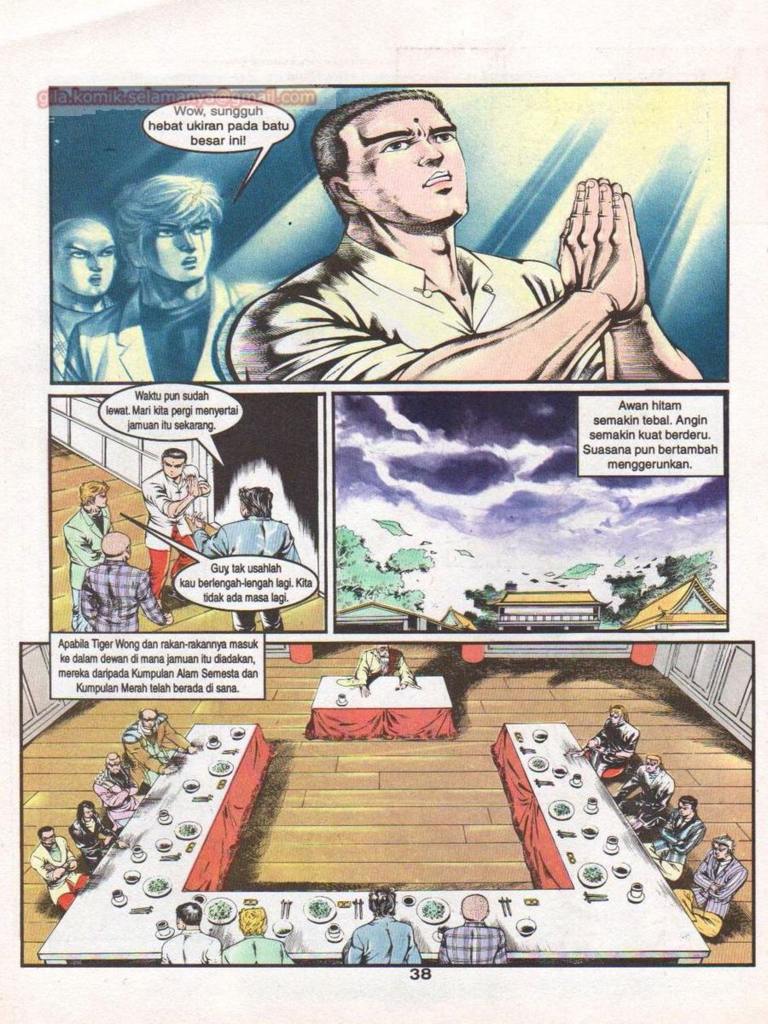 gila.komik.selamanya@gmail.com
Wow, sungguh
hebat ukiran pada batu
besar ini!
Waktu pun sudah
lewat. Mari kita pergi menyertai
jamuan itu sekarang.
Guy, tak usahlah
kau berlengah-lengah lagi. Kita
tidak ada masa lagi.
Awan hitam
semakin tebal. Angin
semakin kuat berderu.
Suasana pun bertambah
menggerunkan.
Apabila Tiger Wong dan rakan-rakannya masuk
ke dalam dewan di mana jamuan itu diadakan,
mereka daripada Kumpulan Alam Semesta dan
Kumpulan Merah telah berada di sana.
38